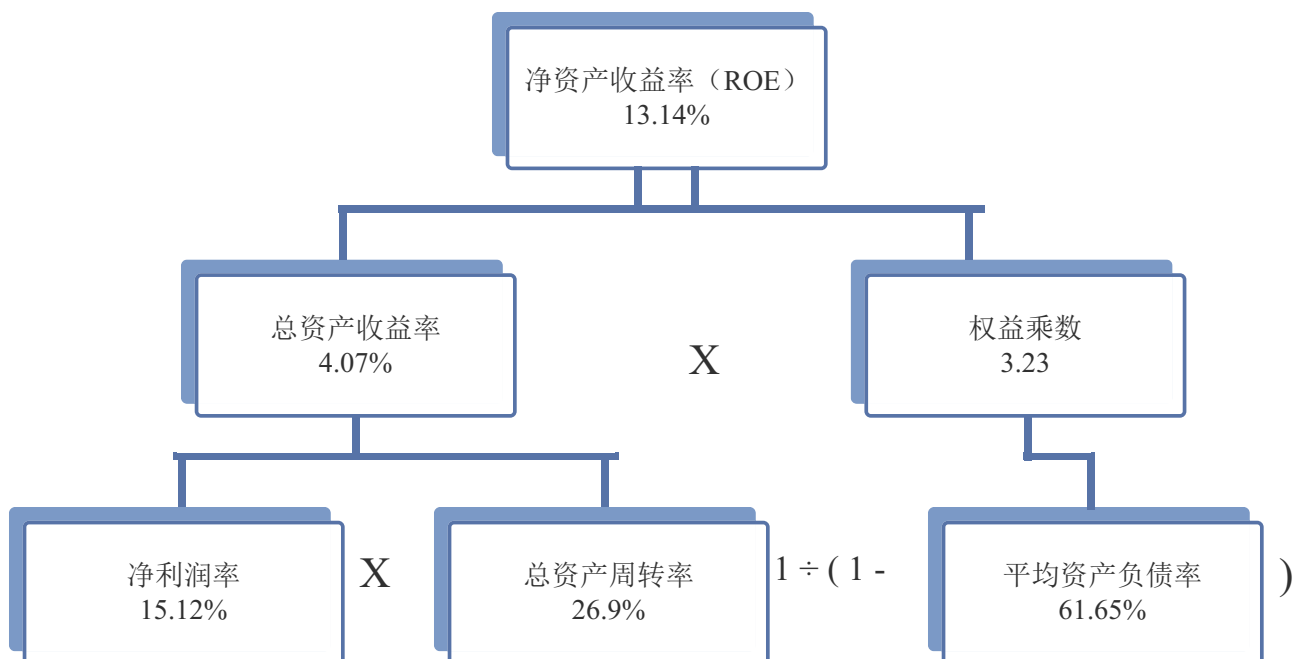 净资产收益率（ROE）
13.14%
总资产收益率
4.07%
X
权益乘数
3.23
净利润率
15.12%
X
总资产周转率
26.9%
1 ÷ ( 1 -
平均资产负债率
61.65%
)